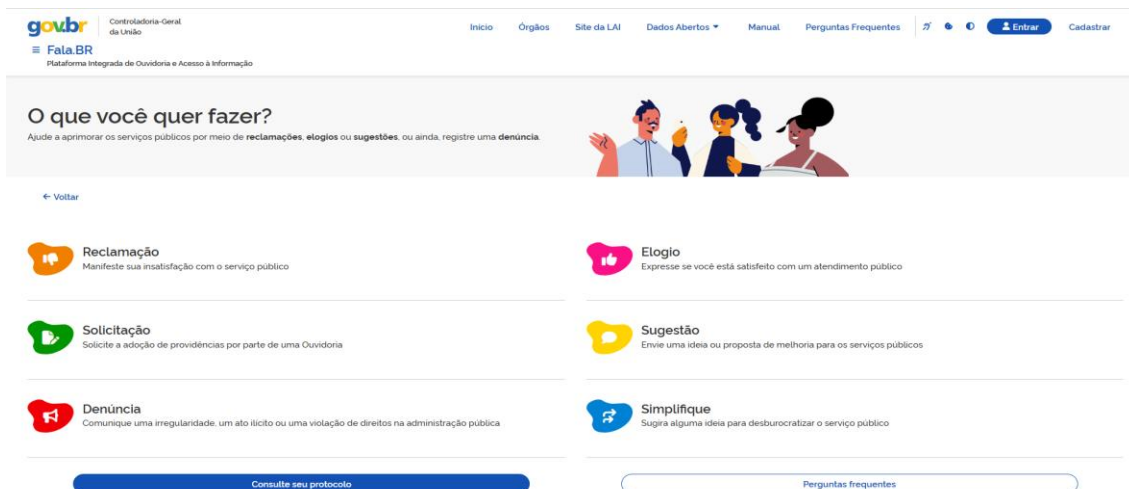 gov.br
Controladoria-Geral
da União
Início Órgãos Site da LAI Dados Abertos Manual Perguntas Frequentes Entrar Cadastrar
Fala.BR
Plataforma Integrada de Ouvidoria e Acesso à Informação
O que você quer fazer?
Ajude a aprimorar os serviços públicos por meio de reclamações, elogios ou sugestões, ou ainda, registre uma denúncia.
← Voltar
Reclamação
Manifeste sua insatisfação com o serviço público
Elogio
Expresse se você está satisfeito com um atendimento público
Solicitação
Solicite a adoção de providências por parte de uma Ouvidoria
Sugestão
Envie uma ideia ou proposta de melhoria para os serviços públicos
Denúncia
Comunique uma irregularidade, um ato ilícito ou uma violação de direitos na administração pública
Simplifique
Sugira alguma ideia para desburocratizar o serviço público
Consulte seu protocolo
Perguntas frequentes